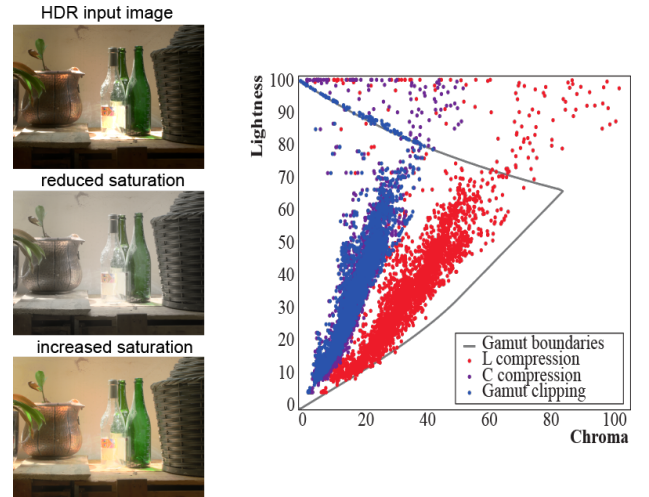 HDR input image
reduced saturation
increased saturation
Lightness
100
90
80
70
60
50
40
30
20
10
0
0 20 40 60 80 100
Chroma
Gamut boundaries
L compression
C compression
Gamut clipping